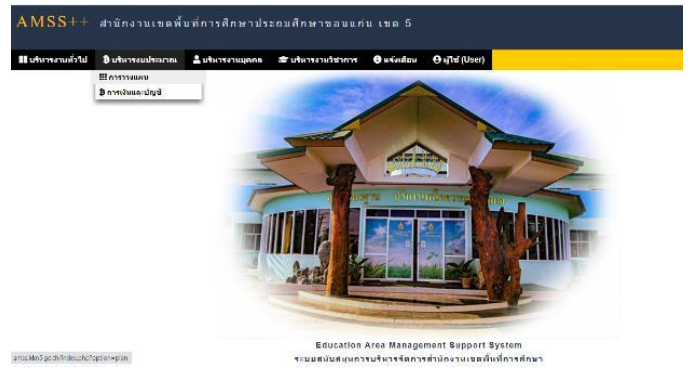 AMSS++ สำนักงานเขตพื้นที่การศึกษาประถมศึกษาขอนแก่น เขต 5
บริหารงานทั่วไป บริหารงบประมาณ บริหารงานบุคคล บริหารงานวิชาการ แจ้งเตือน ผู้ใช้ (User)
การวางแผน
การเงินและบัญชี
Education Area Management Support System
ระบบสนับสนุนการบริหารจัดการสำนักงานเขตพื้นที่การศึกษา
amss.kkn5.go.th/index.php?option=plan